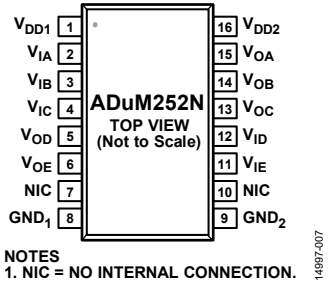 VDD1 1 16 VDD2
VIA 2 15 VOA
VIB 3 14 VOB
VIC 4 ADuM252N 13 VOC
TOP VIEW
VOD 5 (Not to Scale) 12 VID
VOE 6 11 VIE
NIC 7 10 NIC
GND1 8 9 GND2
NOTES
1. NIC = NO INTERNAL CONNECTION.
14997-007